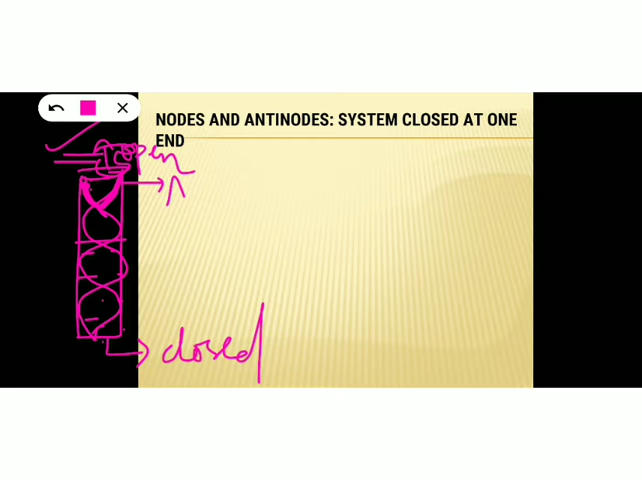 NODES AND ANTINODES: SYSTEM CLOSED AT ONE
END
open
A
closed